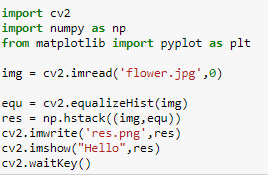 import cv2
import numpy as np
from matplotlib import pyplot as plt
img = cv2.imread('flower.jpg',0)
equ = cv2.equalizeHist(img)
res = np.hstack((img,equ))
cv2.imwrite('res.png',res)
cv2.imshow("Hello",res)
cv2.waitKey()